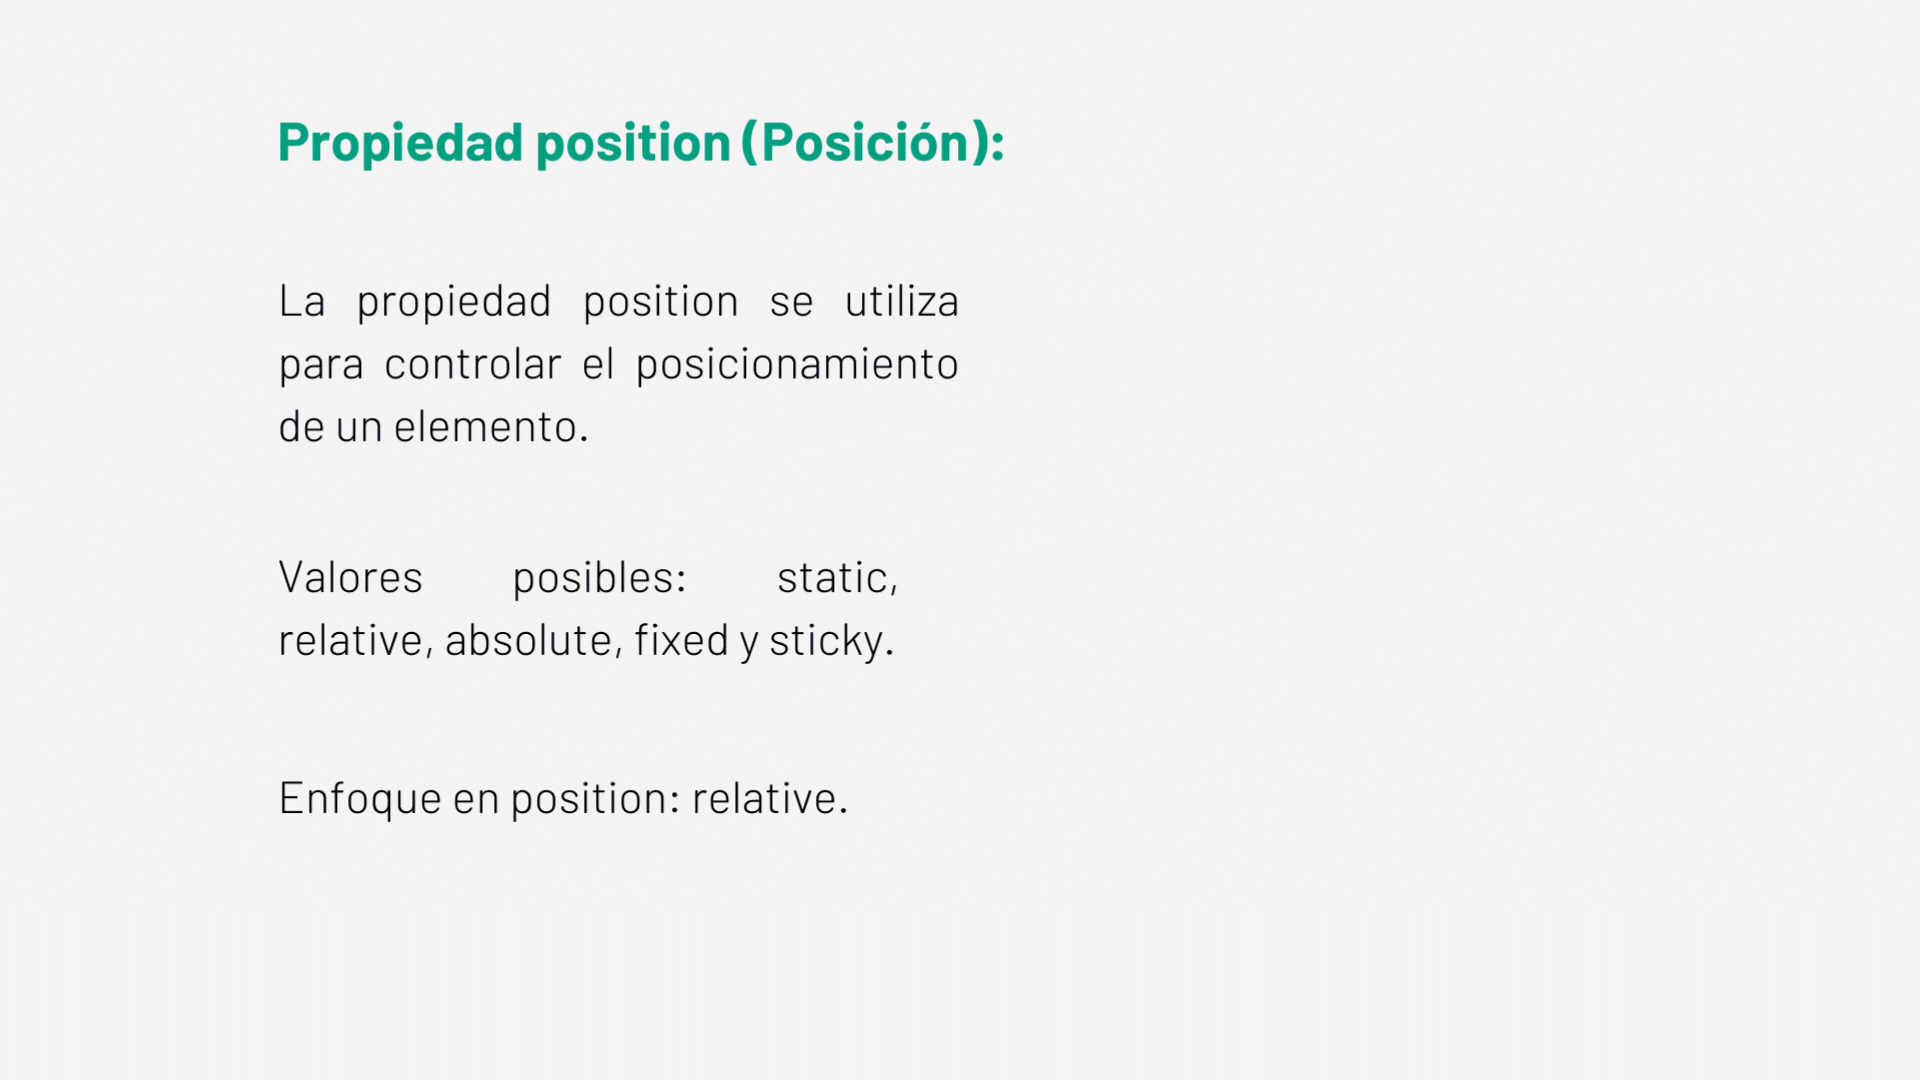 Propiedad position (Posición):
La propiedad position se utiliza
para controlar el posicionamiento
de un elemento.
Valores posibles: static,
relative, absolute, fixed y sticky.
Enfoque en position: relative.